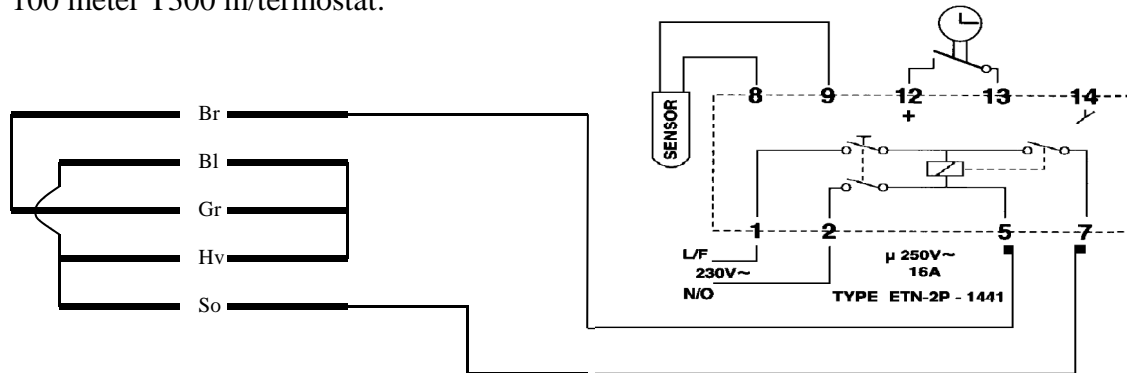 100 meter T500 m/termostat.
Br
Bl
Gr
Hv
So
SENSOR
8 9 12 13 14
+
1 2 5 7
L/F
230V~
N/O
µ 250V~
16A
TYPE ETN-2P - 1441